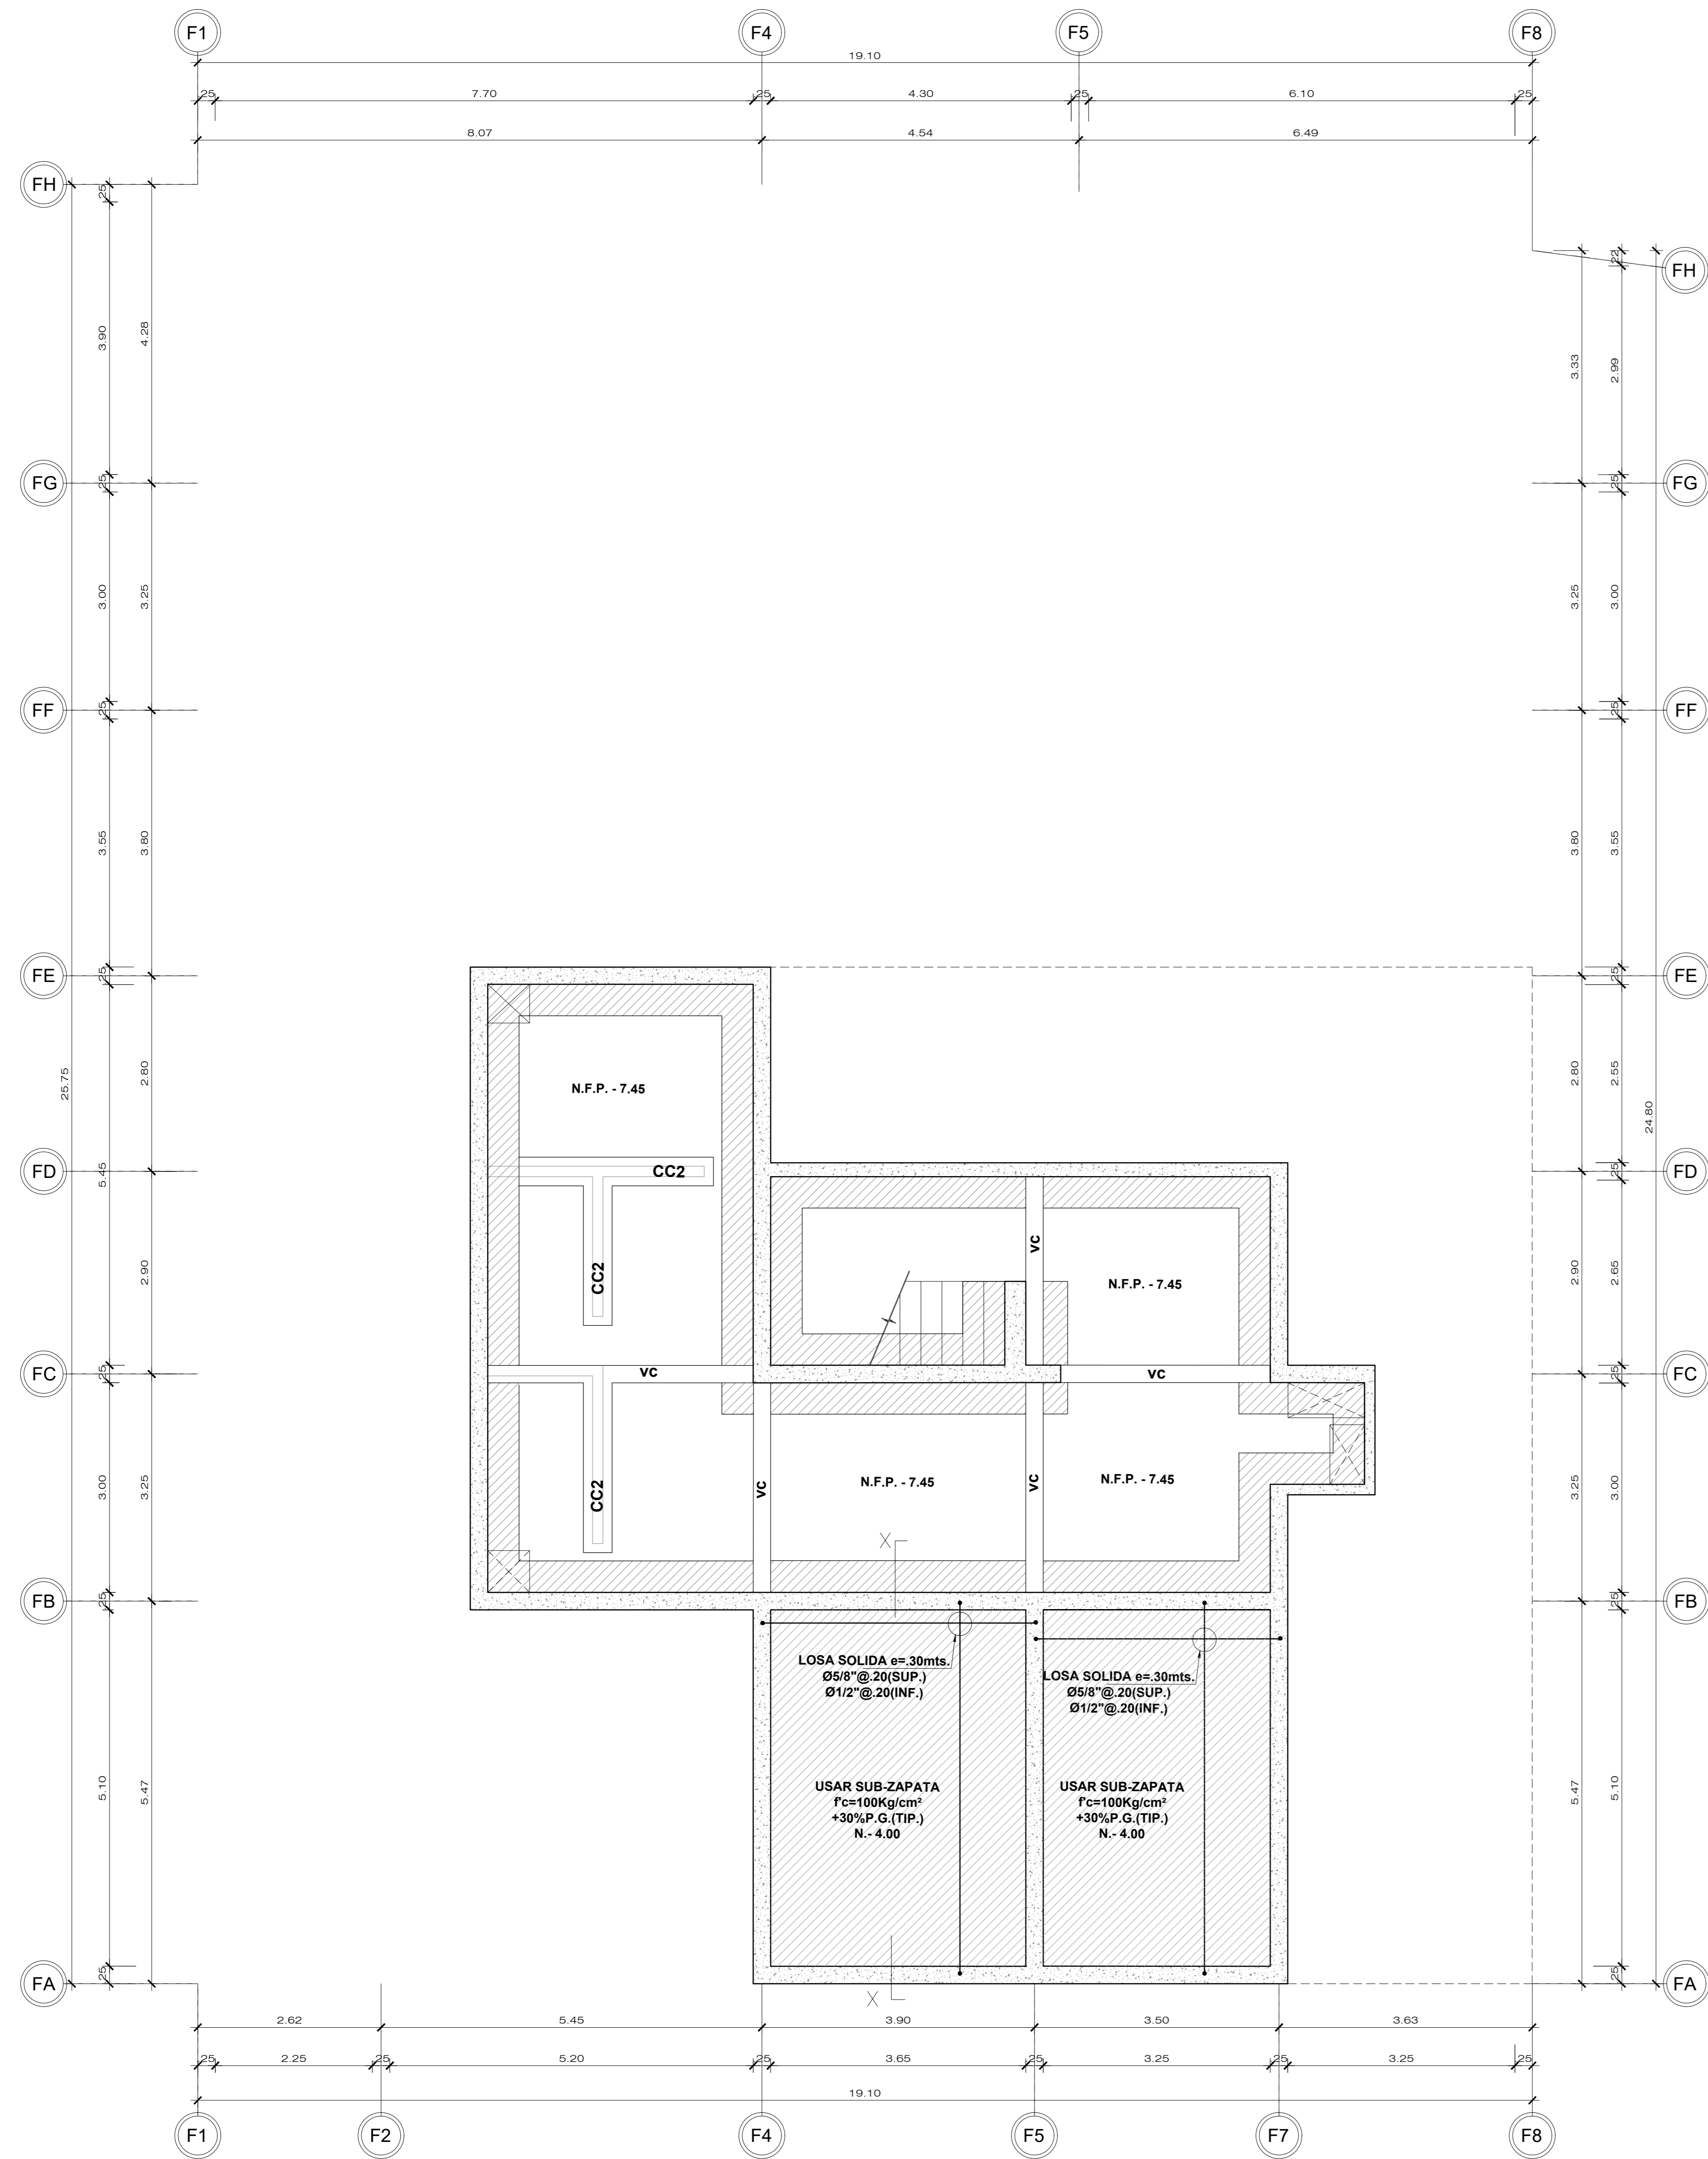 F1
F4
F5
F8
19.10
.25
7.70
.25
4.30
.25
6.10
.25
8.07
4.54
6.49
FH
FG
FF
FE
FD
FC
FB
FA
25.75
.25
3.90
.25
3.00
.25
3.55
.25
5.45
.25
3.00
.25
5.10
.25
4.28
3.25
3.80
2.80
2.90
3.25
5.47
N.F.P. - 7.45
CC2
CC2
vc
CC2
vc
N.F.P. - 7.45
vc
vc
N.F.P. - 7.45
vc
N.F.P. - 7.45
X
LOSA SOLIDA e=.30mts.
Ø5/8"@.20(SUP.)
Ø1/2"@.20(INF.)
LOSA SOLIDA e=.30mts.
Ø5/8"@.20(SUP.)
Ø1/2"@.20(INF.)
USAR SUB-ZAPATA
f'c=100Kg/cm²
+30%P.G.(TIP.)
N.- 4.00
USAR SUB-ZAPATA
f'c=100Kg/cm²
+30%P.G.(TIP.)
N.- 4.00
X
3.33
3.25
3.80
2.80
2.90
3.25
5.47
.22
2.99
.25
3.00
.25
3.55
.25
2.55
.25
2.65
.25
3.00
.25
5.10
.25
24.80
FH
FG
FF
FE
FD
FC
FB
FA
2.62
5.45
3.90
3.50
3.63
.25
2.25
.25
5.20
.25
3.65
.25
3.25
.25
3.25
.25
19.10
F1
F2
F4
F5
F7
F8